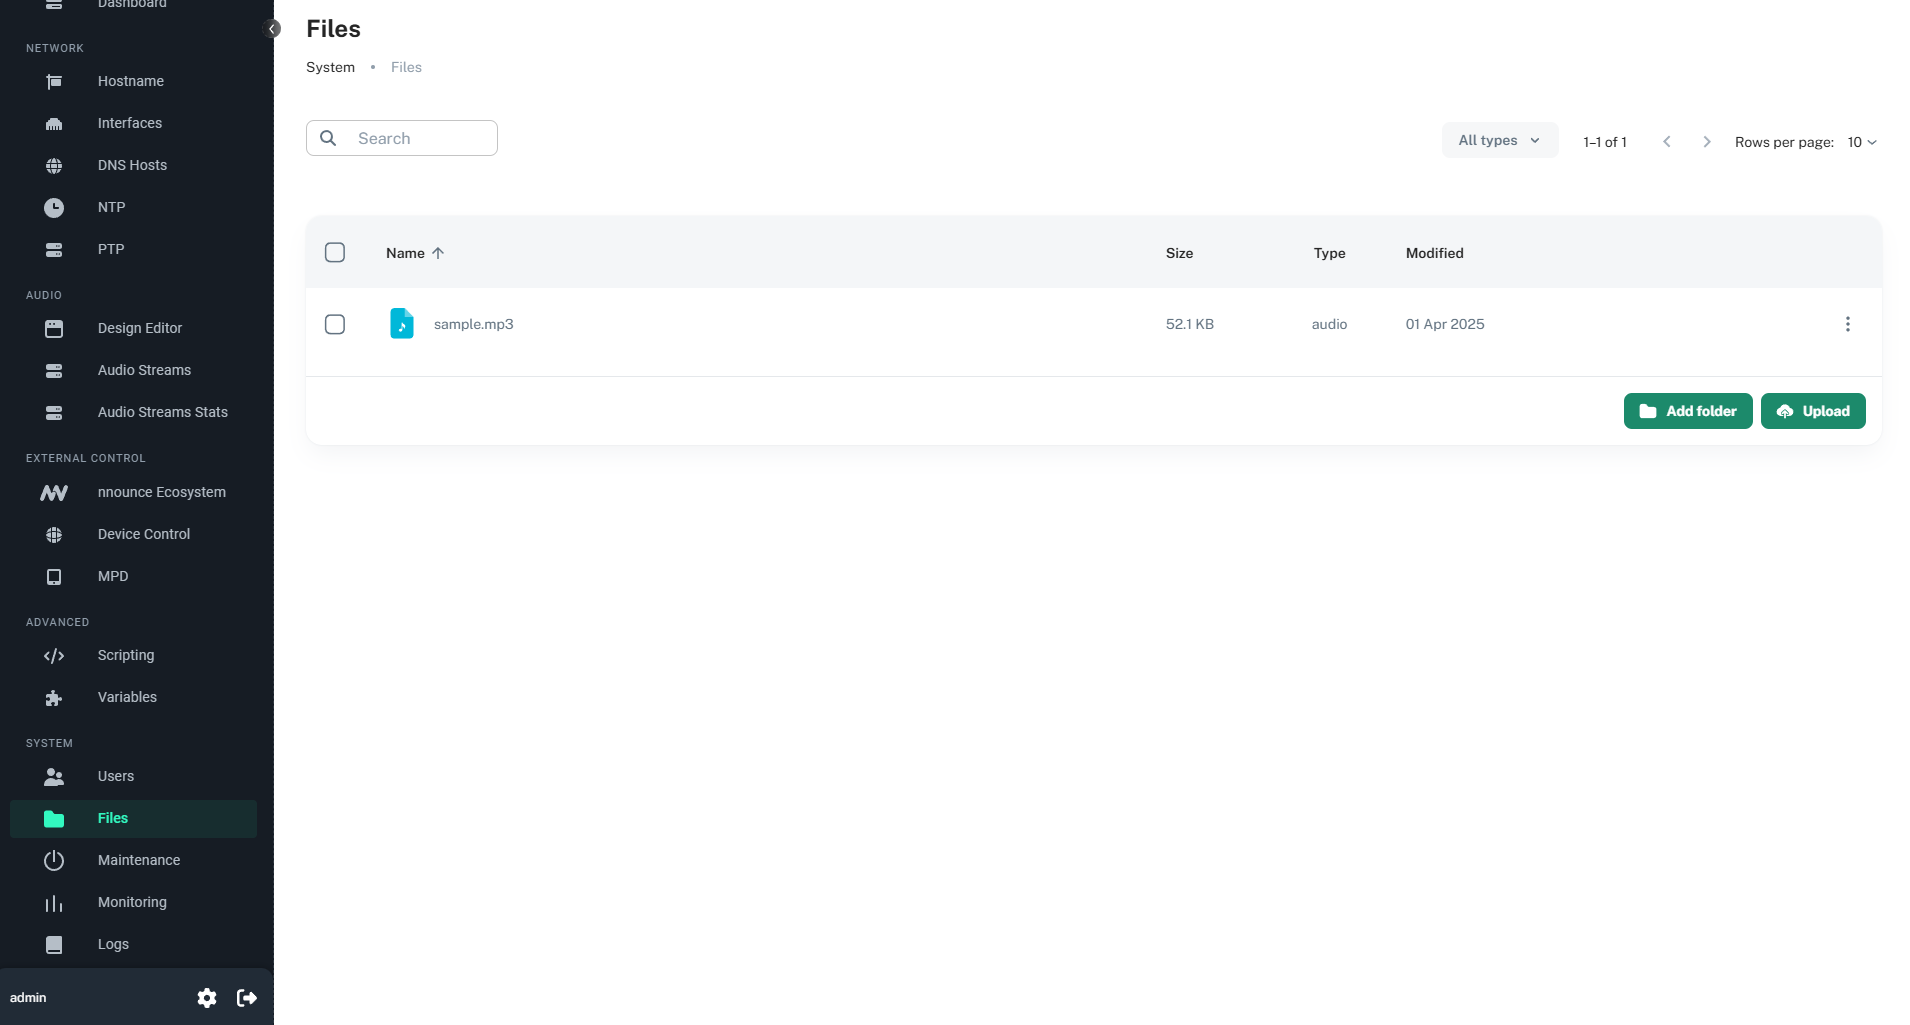 Dashboard
NETWORK
Hostname
Interfaces
DNS Hosts
NTP
PTP
AUDIO
Design Editor
Audio Streams
Audio Streams Stats
EXTERNAL CONTROL
nnounce Ecosystem
Device Control
MPD
ADVANCED
Scripting
Variables
SYSTEM
Users
Files
Maintenance
Monitoring
Logs
admin
Files
System • Files
Search
All types 1–1 of 1 Rows per page: 10
Name Size Type Modified
sample.mp3 52.1 KB audio 01 Apr 2025
Add folder Upload